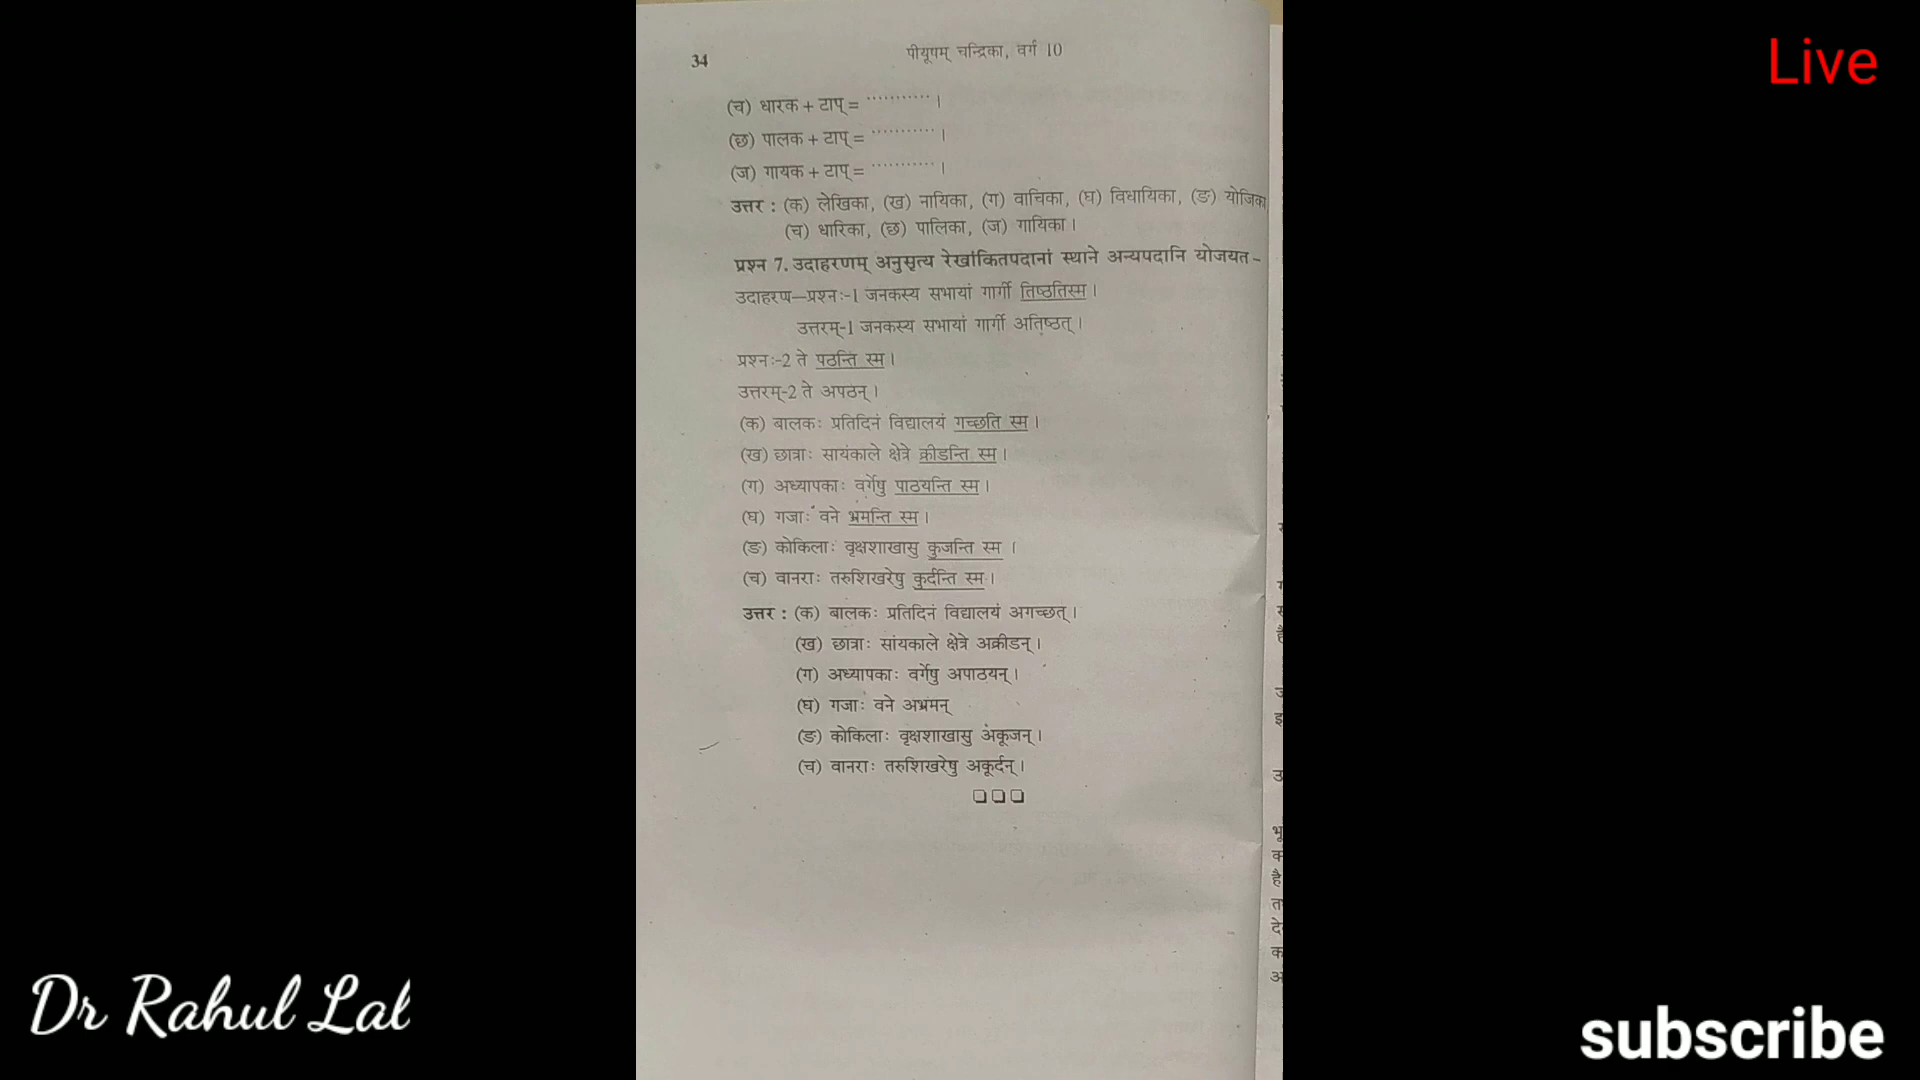 34
पीयूषम् चन्द्रिका, वर्ग 10
Live
(च) धारक + टाप् = ........... ।
(छ) पालक + टाप् = ........... ।
(ज) गायक + टाप् = ........... ।
उत्तर : (क) लेखिका, (ख) नायिका, (ग) वाचिका, (घ) विधायिका, (ङ) योजिका
(च) धारिका, (छ) पालिका, (ज) गायिका ।
प्रश्न 7. उदाहरणम् अनुसृत्य रेखांकितपदानां स्थाने अन्यपदानि योजयत-
उदाहरण—प्रश्नः-1 जनकस्य सभायां गार्गी तिष्ठतिस्म ।
उत्तरम्-1 जनकस्य सभायां गार्गी अतिष्ठत् ।
प्रश्नः-2 ते पठन्ति स्म ।
उत्तरम्-2 ते अपठन् ।
(क) बालकः प्रतिदिनं विद्यालयं गच्छति स्म ।
(ख) छात्राः सायंकाले क्षेत्रे क्रीडन्ति स्म ।
(ग) अध्यापकाः वर्गेषु पाठयन्ति स्म ।
(घ) गजाः वने भ्रमन्ति स्म ।
(ङ) कोकिलाः वृक्षशाखासु कुजन्ति स्म ।
(च) वानराः तरुशिखरेषु कुर्दन्ति स्म ।
उत्तर : (क) बालकः प्रतिदिनं विद्यालयं अगच्छत् ।
(ख) छात्राः सांयकाले क्षेत्रे अक्रीडन् ।
(ग) अध्यापकाः वर्गेषु अपाठयन् ।
(घ) गजाः वने अभ्रमन्
(ङ) कोकिलाः वृक्षशाखासु अकूजन् ।
(च) वानराः तरुशिखरेषु अकूर्दन् ।
Dr Rahul Lal
subscribe